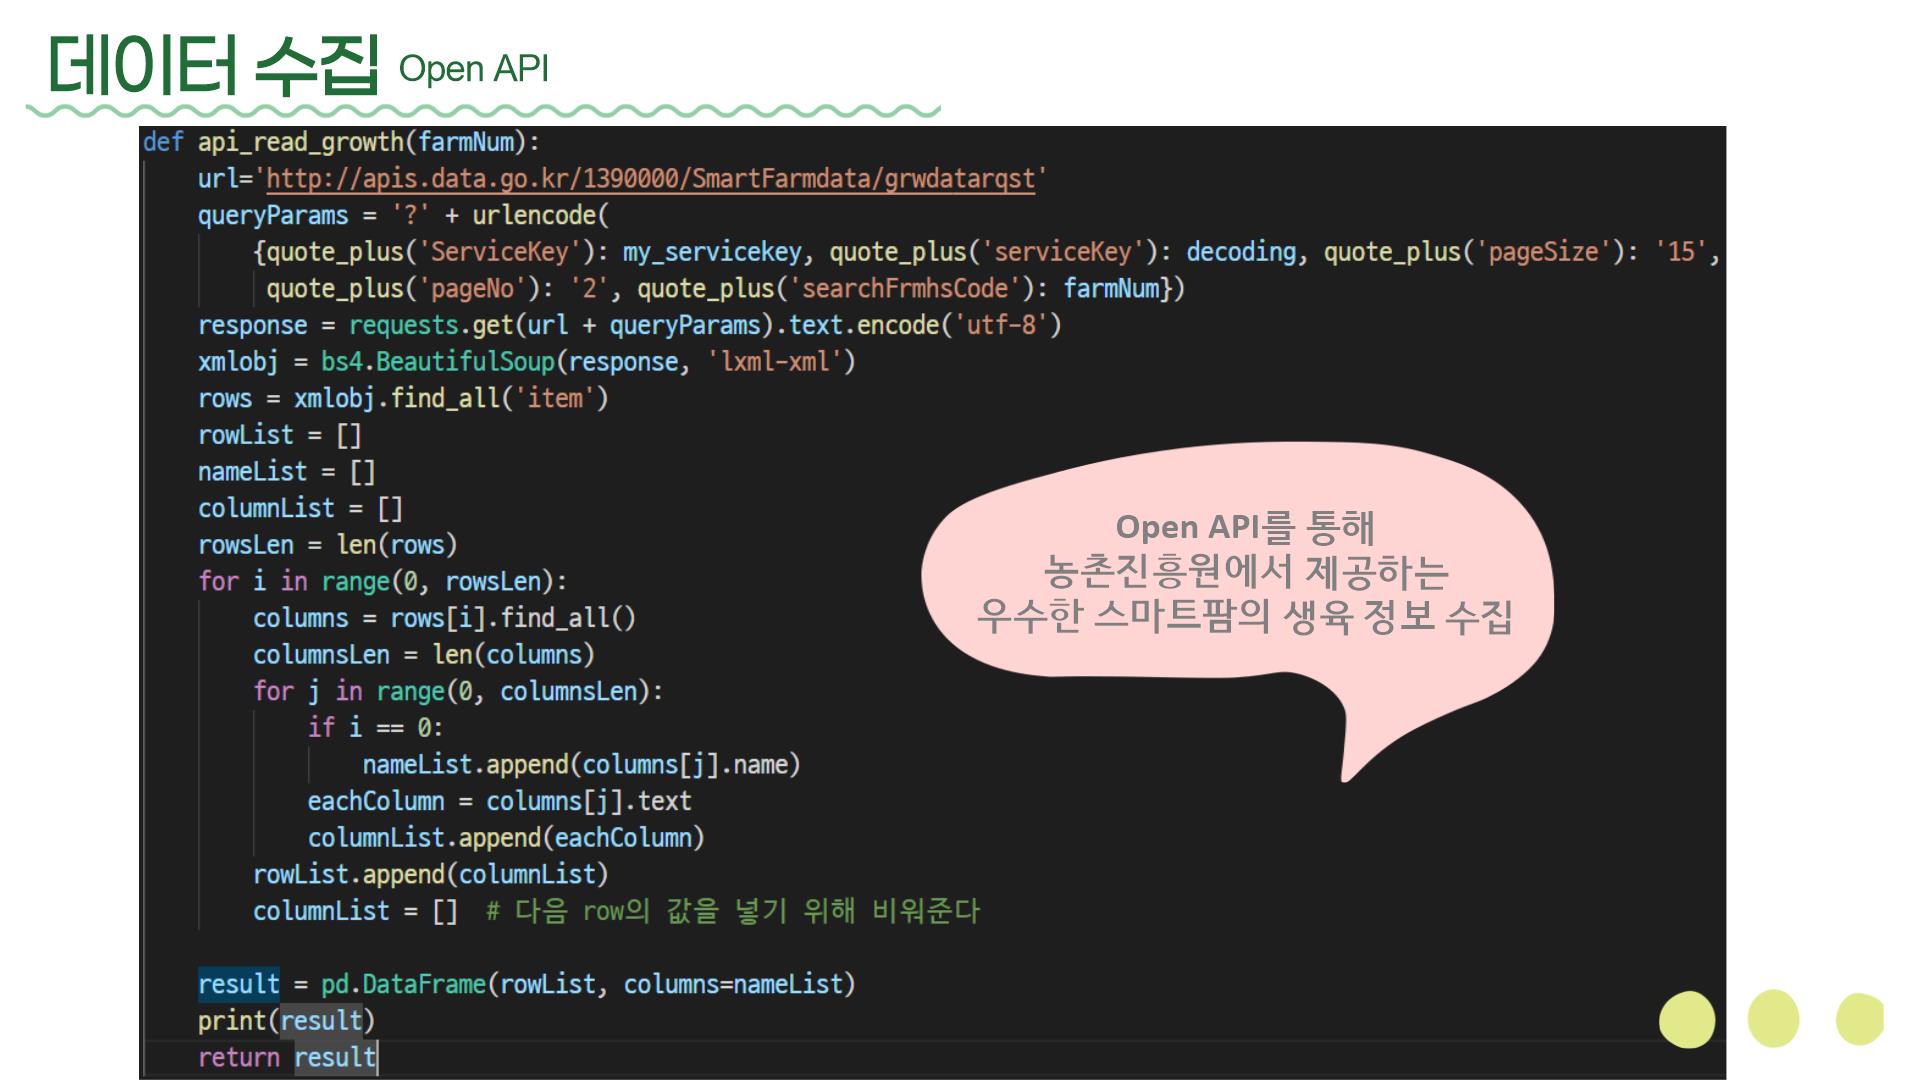 데이터 수집 Open API
def api_read_growth(farmNum):
    url='http://apis.data.go.kr/1390000/SmartFarmdata/grwdatarqst'
    queryParams = '?' + urlencode(
        {quote_plus('ServiceKey'): my_servicekey, quote_plus('serviceKey'): decoding, quote_plus('pageSize'): '15',
         quote_plus('pageNo'): '2', quote_plus('searchFrmhsCode'): farmNum})
    response = requests.get(url + queryParams).text.encode('utf-8')
    xmlobj = bs4.BeautifulSoup(response, 'lxml-xml')
    rows = xmlobj.find_all('item')
    rowList = []
    nameList = []
    columnList = []
    rowsLen = len(rows)
    for i in range(0, rowsLen):
        columns = rows[i].find_all()
        columnsLen = len(columns)
        for j in range(0, columnsLen):
            if i == 0:
                nameList.append(columns[j].name)
            eachColumn = columns[j].text
            columnList.append(eachColumn)
        rowList.append(columnList)
        columnList = []  # 다음 row의 값을 넣기 위해 비워준다
    result = pd.DataFrame(rowList, columns=nameList)
    print(result)
    return result
Open API를 통해
농촌진흥원에서 제공하는
우수한 스마트팜의 생육 정보 수집